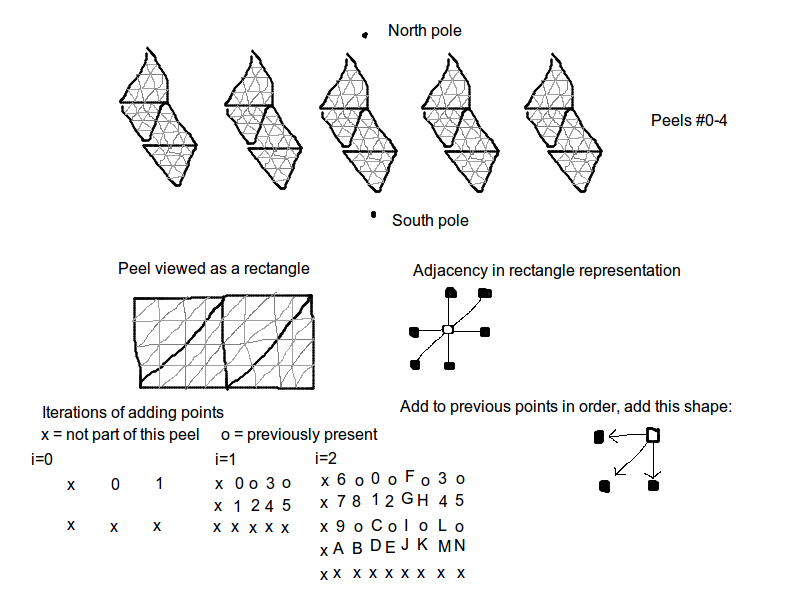 North pole
Peels #0-4
South pole
Peel viewed as a rectangle
Adjacency in rectangle representation
Iterations of adding points
x = not part of this peel o = previously present
Add to previous points in order, add this shape:
i=0
x 0 1
x x x
i=1
x 0 o 3 o
x 1 2 4 5
x x x x x
i=2
x 6 o 0 o F o 3 o
x 7 8 1 2 G H 4 5
x 9 o C o I o L o
x A B D E J K M N
x x x x x x x x x